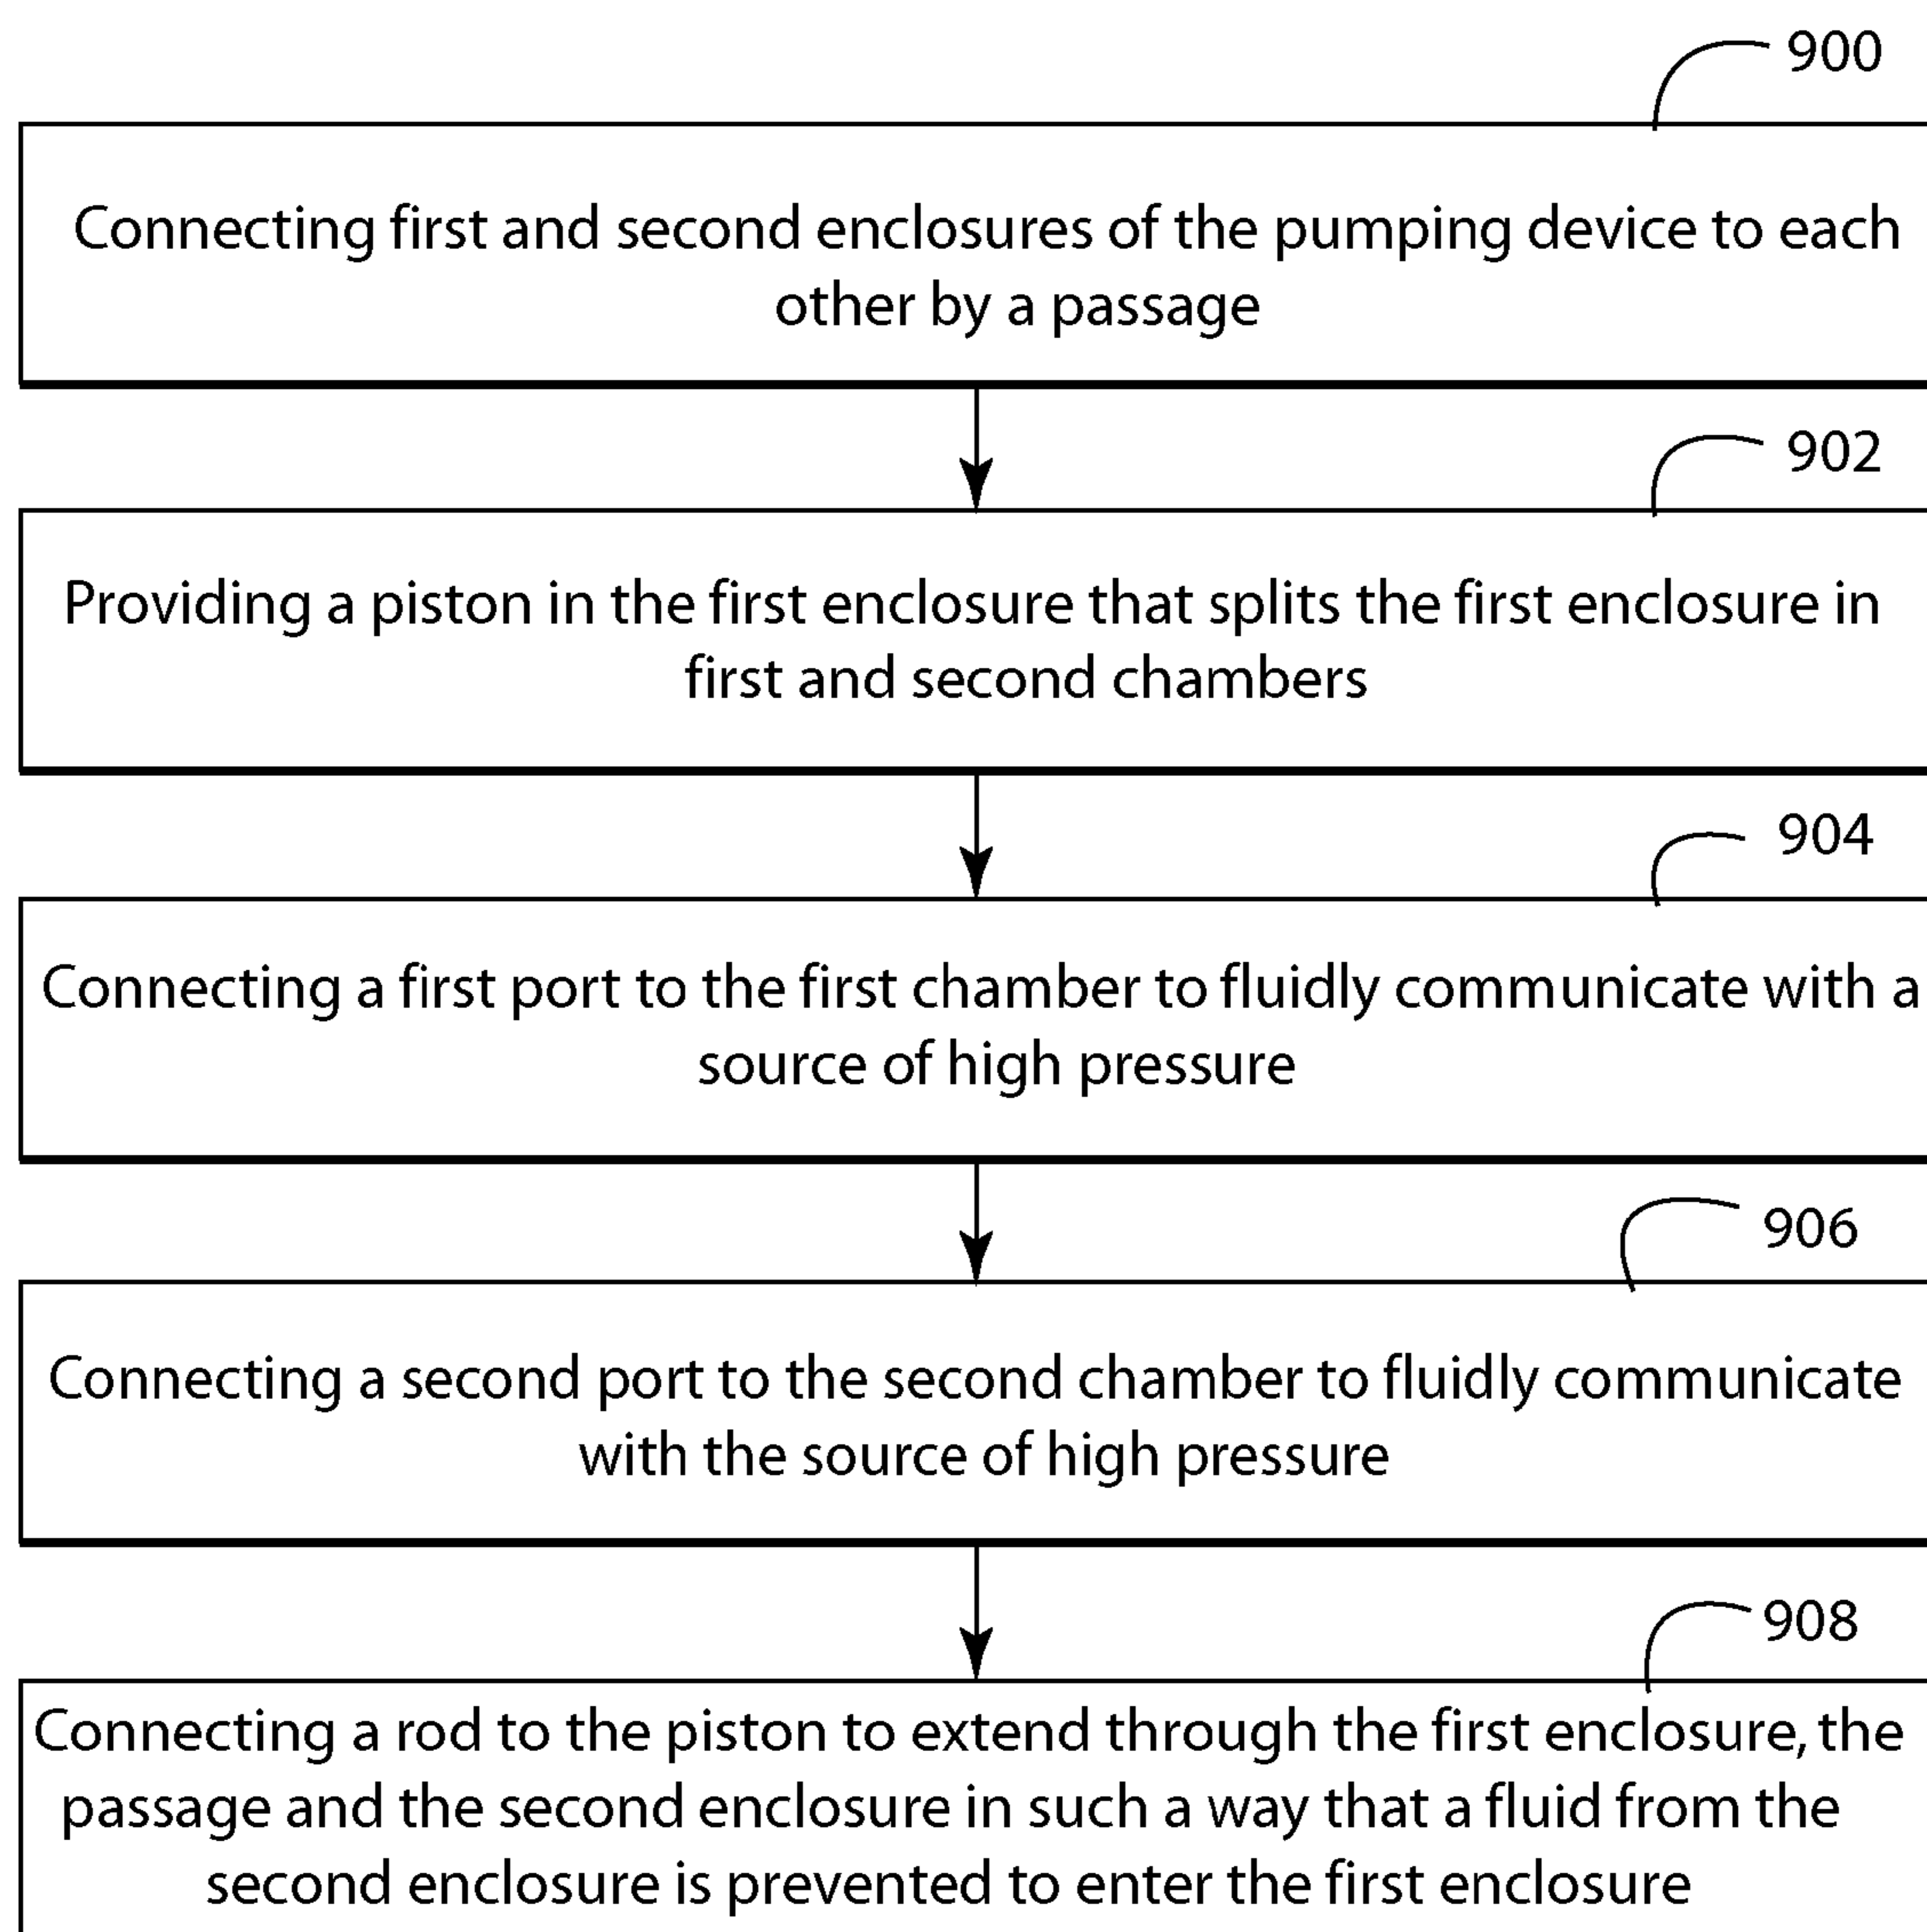 900
Connecting first and second enclosures of the pumping device to each
other by a passage
902
Providing a piston in the first enclosure that splits the first enclosure in
first and second chambers
904
Connecting a first port to the first chamber to fluidly communicate with a
source of high pressure
906
Connecting a second port to the second chamber to fluidly communicate
with the source of high pressure
908
Connecting a rod to the piston to extend through the first enclosure, the
passage and the second enclosure in such a way that a fluid from the
second enclosure is prevented to enter the first enclosure